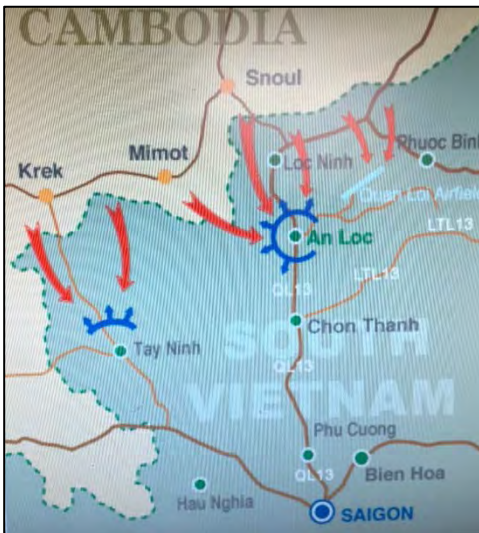 CAMBODIA
Snoul
Phuoc Binh
Loc Ninh
Mimot
Krek
Quan Loi Airfield
An Loc
LTL13
LTL13
QL13
Chon Thanh
SOUTH
QL13
Tay Ninh
VIETNAM
Phu Cuong
QL13
Bien Hoa
Hau Nghia
SAIGON